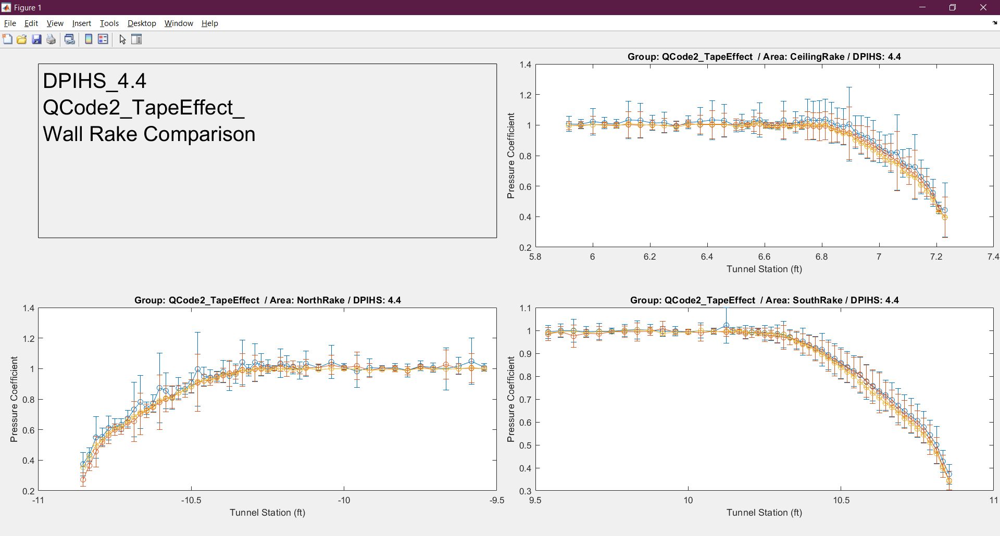 Figure 1
File Edit View Insert Tools Desktop Window Help
DPIHS_4.4
QCode2_TapeEffect_
Wall Rake Comparison
Group: QCode2_TapeEffect / Area: CeilingRake / DPIHS: 4.4
Pressure Coefficient
1.4
1.2
1
0.8
0.6
0.4
0.2
5.8 6 6.2 6.4 6.6 6.8 7 7.2 7.4
Tunnel Station (ft)
Group: QCode2_TapeEffect / Area: NorthRake / DPIHS: 4.4
Pressure Coefficient
1.4
1.2
1
0.8
0.6
0.4
0.2
-11 -10.5 -10 -9.5
Tunnel Station (ft)
Group: QCode2_TapeEffect / Area: SouthRake / DPIHS: 4.4
Pressure Coefficient
1.1
1
0.9
0.8
0.7
0.6
0.5
0.4
0.3
9.5 10 10.5 11
Tunnel Station (ft)